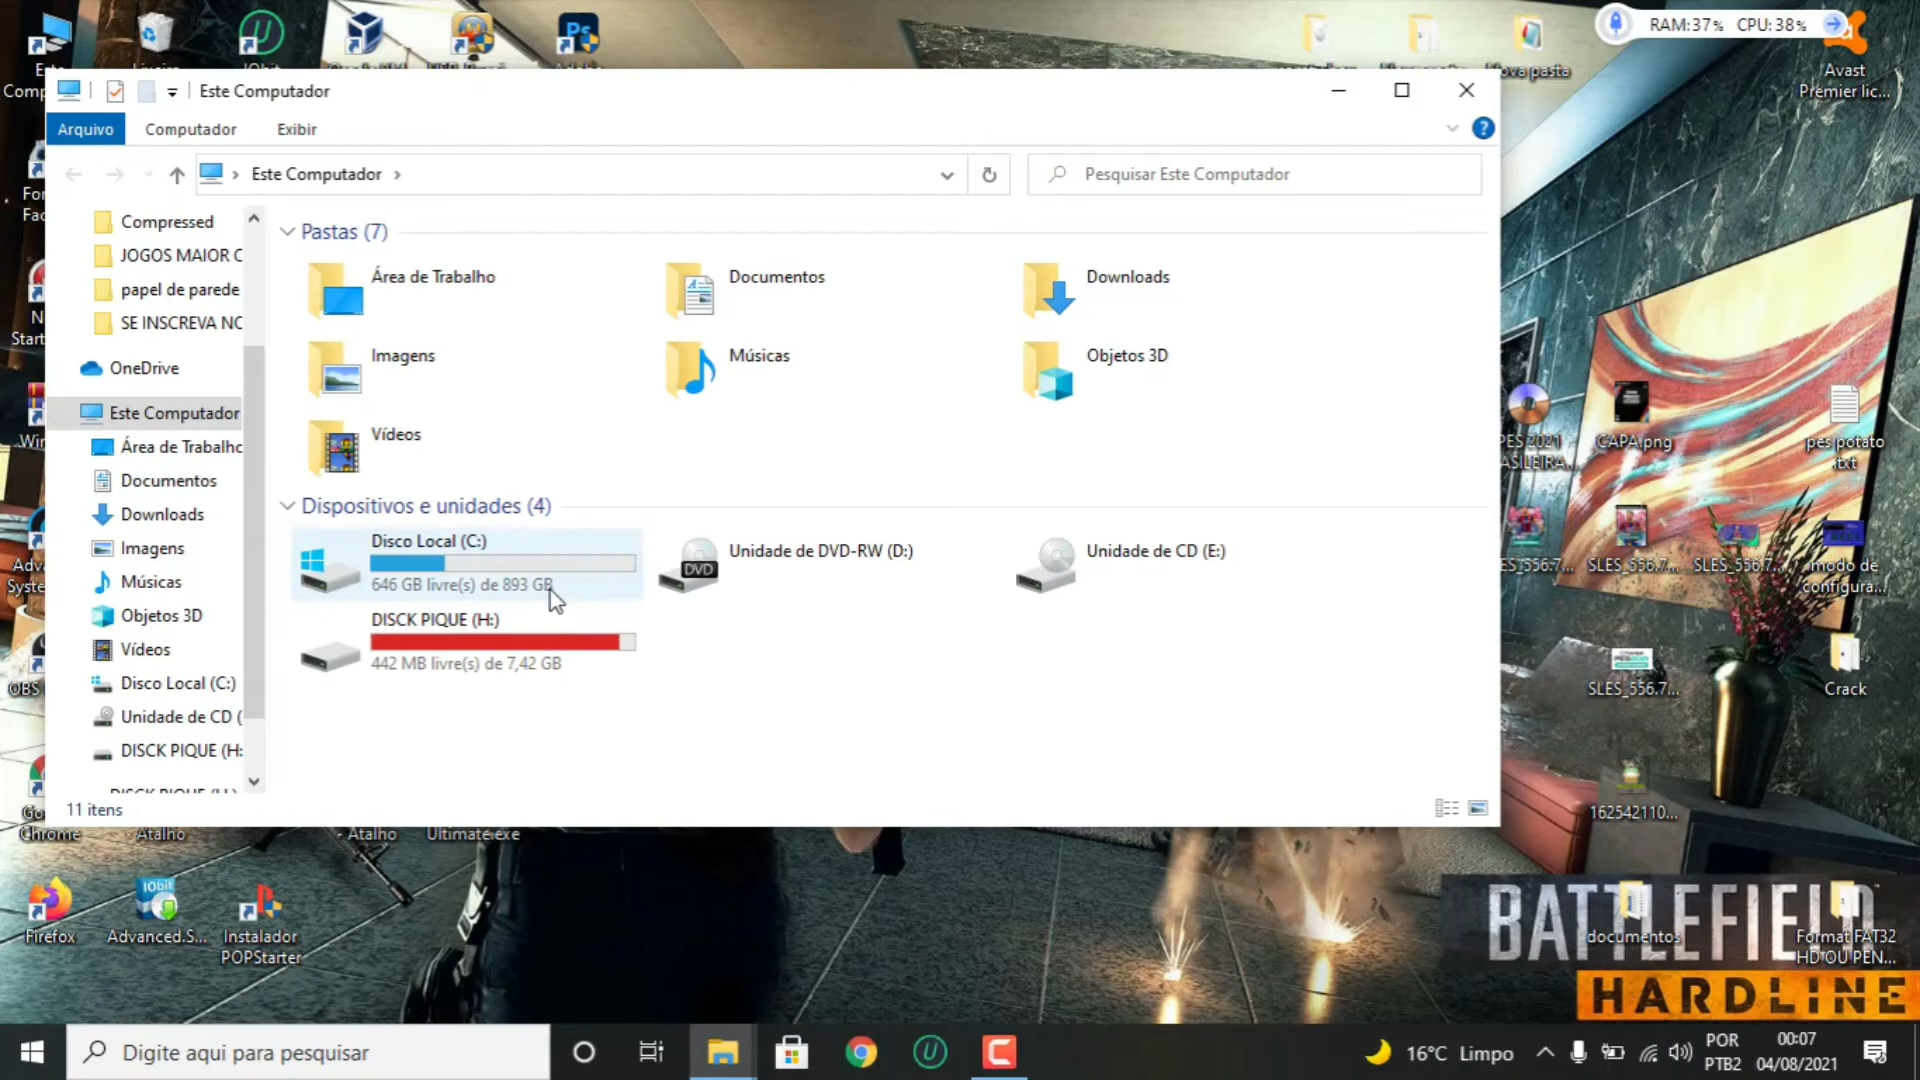 RAM:37% CPU:38%
Avast
Premier lic...
Nova pasta
Este Computador
Arquivo
Computador
Exibir
Este Computador
Pesquisar Este Computador
Compressed
JOGOS MAIOR C
papel de parede
SE INSCREVA NC
OneDrive
Este Computador
Área de Trabalho
Documentos
Downloads
Imagens
Músicas
Objetos 3D
Vídeos
Disco Local (C:)
Unidade de CD (
DISCK PIQUE (H:
Pastas (7)
Área de Trabalho
Documentos
Downloads
Imagens
Músicas
Objetos 3D
Vídeos
Dispositivos e unidades (4)
Disco Local (C:)
646 GB livre(s) de 893 GB
Unidade de DVD-RW (D:)
DVD
Unidade de CD (E:)
DISCK PIQUE (H:)
442 MB livre(s) de 7,42 GB
11 itens
PES 2021
CAPA.png
pes potato
.txt
SLES_556.7...
SLES_556.7...
modo de
configura...
SLES_556.7...
Crack
162542110...
Chrome
Atalho
- Atalho
Ultimate.exe
Firefox
IObit
Advanced.S...
Instalador
POPStarter
documentos
Format FAT32
HD OU PEN...
BATTLEFIELD
HARDLINE
Digite aqui para pesquisar
16°C Limpo
POR
PTB2
00:07
04/08/2021